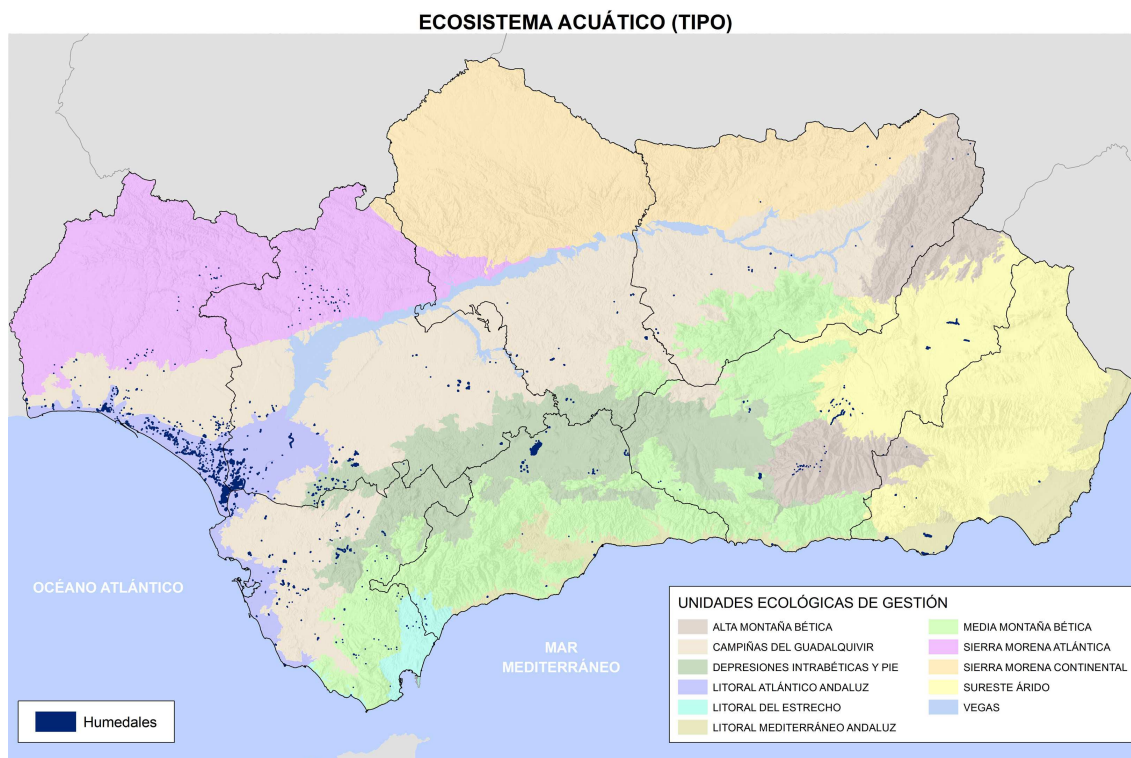 ECOSISTEMA ACUÁTICO (TIPO)
OCÉANO ATLÁNTICO
MAR
MEDITERRÁNEO
Humedales
UNIDADES ECOLÓGICAS DE GESTIÓN
ALTA MONTAÑA BÉTICA
CAMPIÑAS DEL GUADALQUIVIR
DEPRESIONES INTRABÉTICAS Y PIE
LITORAL ATLÁNTICO ANDALUZ
LITORAL DEL ESTRECHO
LITORAL MEDITERRÁNEO ANDALUZ
MEDIA MONTAÑA BÉTICA
SIERRA MORENA ATLÁNTICA
SIERRA MORENA CONTINENTAL
SURESTE ÁRIDO
VEGAS